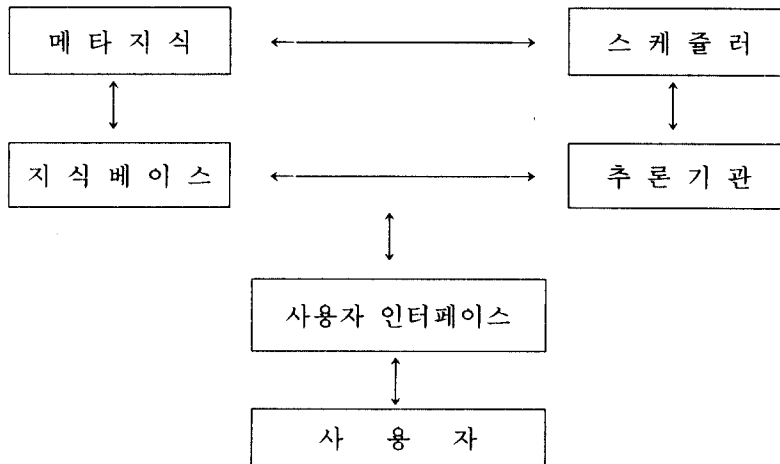 메 타 지 식
스 케 쥴 러
지 식 베 이 스
추 론 기 관
사용자 인터페이스
사 용 자